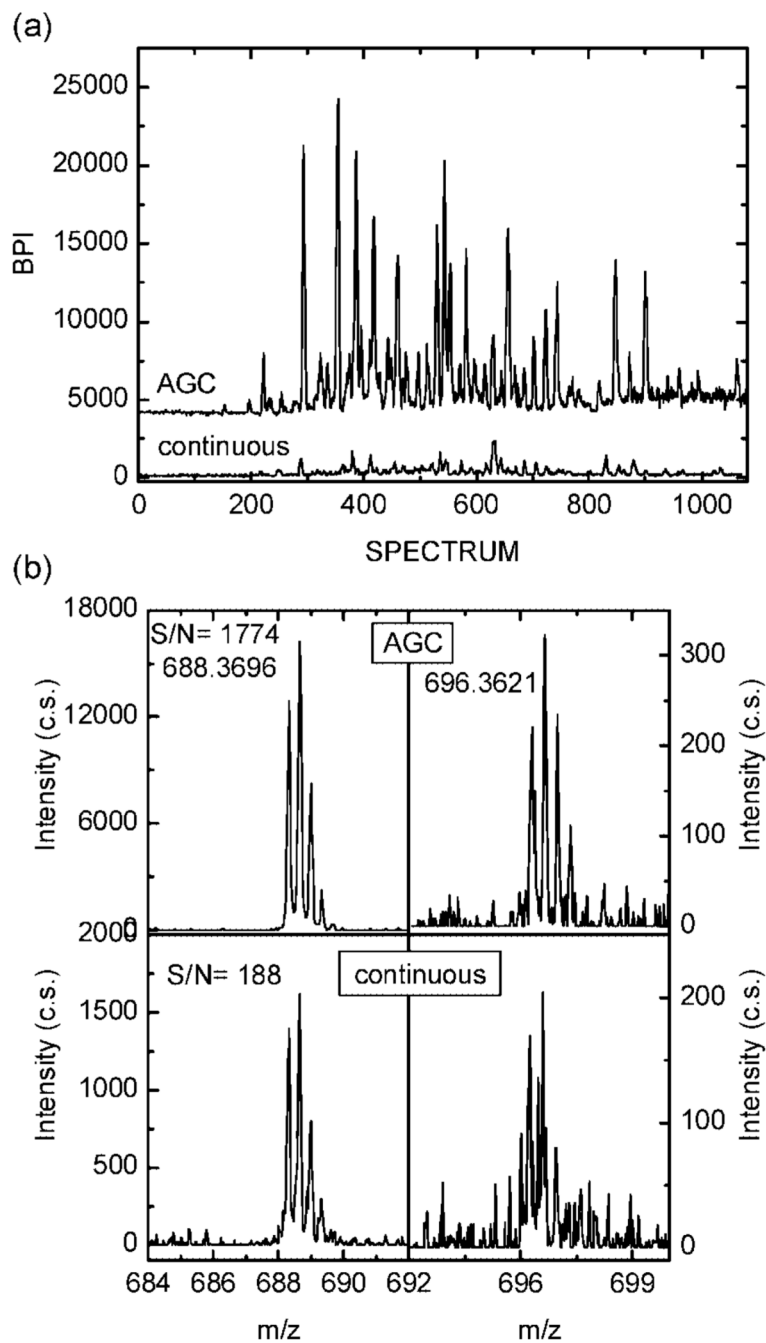 (a)
25000
20000
15000
10000
5000
0
BPI
AGC
continuous
0 200 400 600 800 1000
SPECTRUM
(b)
18000
12000
6000
0
Intensity (c.s.)
S/N= 1774
688.3696
AGC
696.3621
300
200
100
0
Intensity (c.s.)
2000
1500
1000
500
0
Intensity (c.s.)
S/N= 188
continuous
200
100
0
Intensity (c.s.)
684 686 688 690 692 696 699
m/z m/z